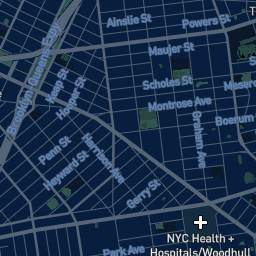 Ainslie St
Powers St
Maujer St
Brooklyn Queens Expy
Keap St
Hooper St
Scholes St
Montrose Ave
Graham Ave
Boerum
Penn St
Heyward St
Harrison Ave
Gerry St
NYC Health +
Hospitals/Woodhull
Park Ave